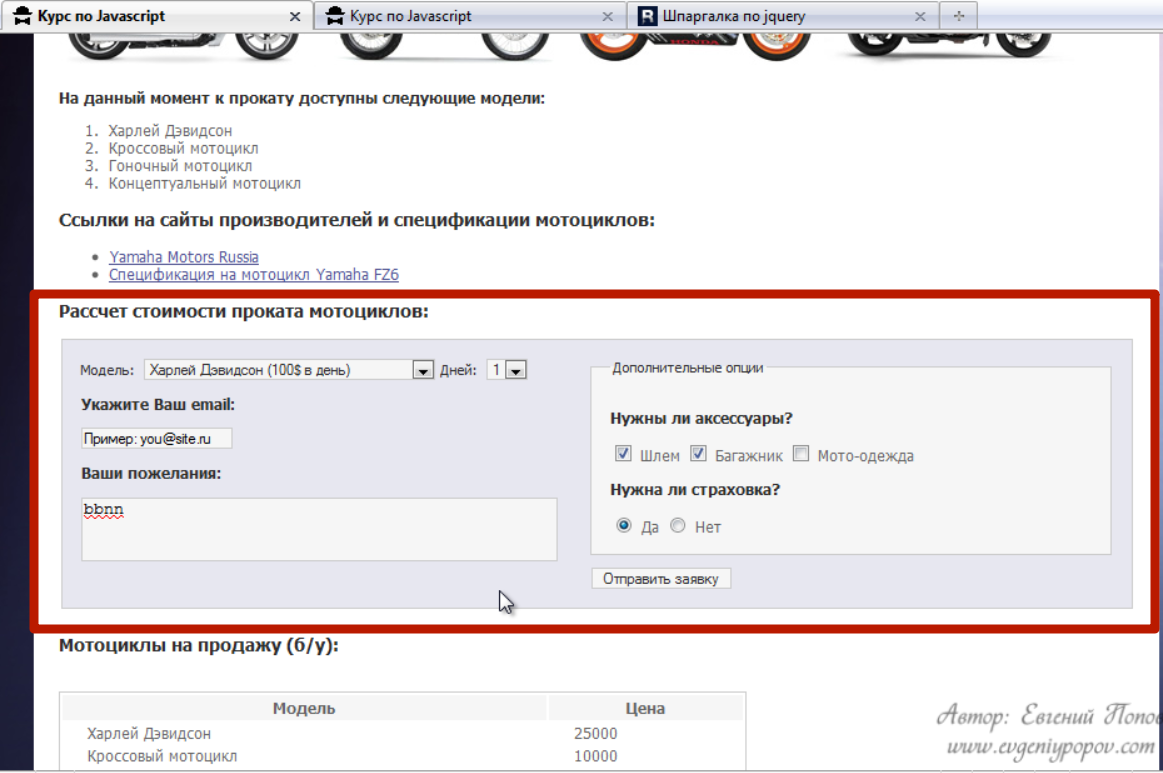 Курс по Javascript
Курс по Javascript
Шпаргалка по jquery
HONDA
На данный момент к прокату доступны следующие модели:
1. Харлей Дэвидсон
2. Кроссовый мотоцикл
3. Гоночный мотоцикл
4. Концептуальный мотоцикл
Ссылки на сайты производителей и спецификации мотоциклов:
Yamaha Motors Russia
Спецификация на мотоцикл Yamaha FZ6
Рассчет стоимости проката мотоциклов:
Модель: Харлей Дэвидсон (100$ в день) Дней: 1
Укажите Ваш email:
Пример: you@site.ru
Ваши пожелания:
bbnn
Дополнительные опции
Нужны ли аксессуары?
Шлем Багажник Мото-одежда
Нужна ли страховка?
Да Нет
Отправить заявку
Мотоциклы на продажу (б/у):
Модель Цена
Харлей Дэвидсон 25000
Кроссовый мотоцикл 10000
Автор: Евгений Попов
www.evgeniypopov.com